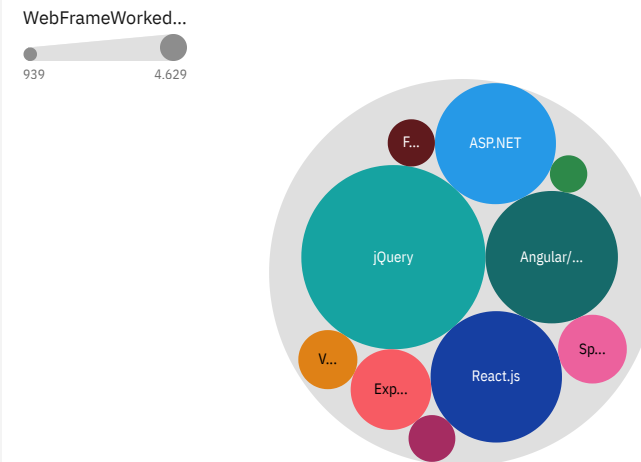 WebFrameWorked...
939 4.629
F... ASP.NET
jQuery Angular/...
V... Exp... React.js Sp...